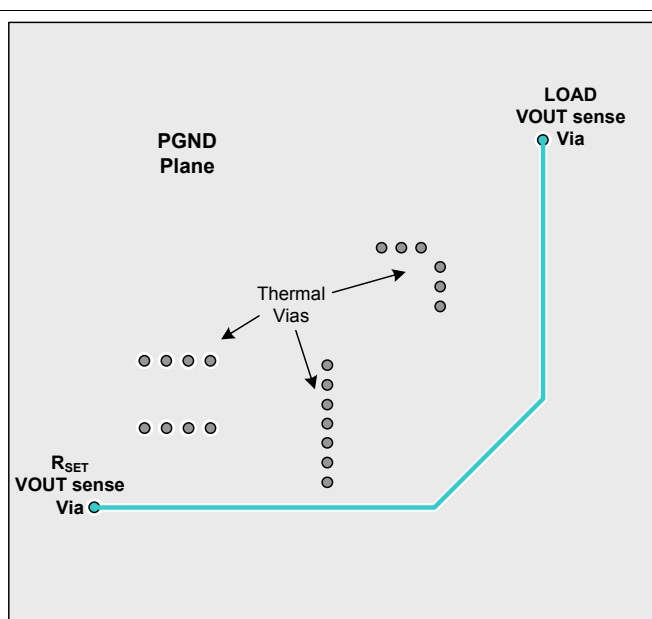 LOAD
VOUT sense
Via
PGND
Plane
Thermal
Vias
RSET
VOUT sense
Via